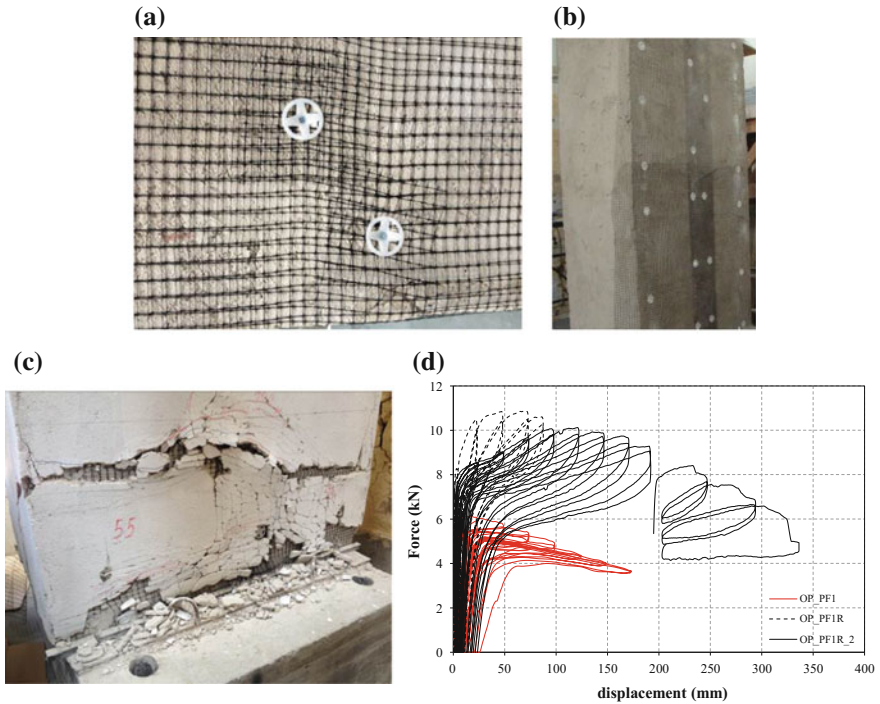 (a)
(b)
(c)
55
(d)
12
10
8
6
4
2
0
Force (kN)
OP_PF1
OP_PF1R
OP_PF1R_2
0 50 100 150 200 250 300 350 400
displacement (mm)